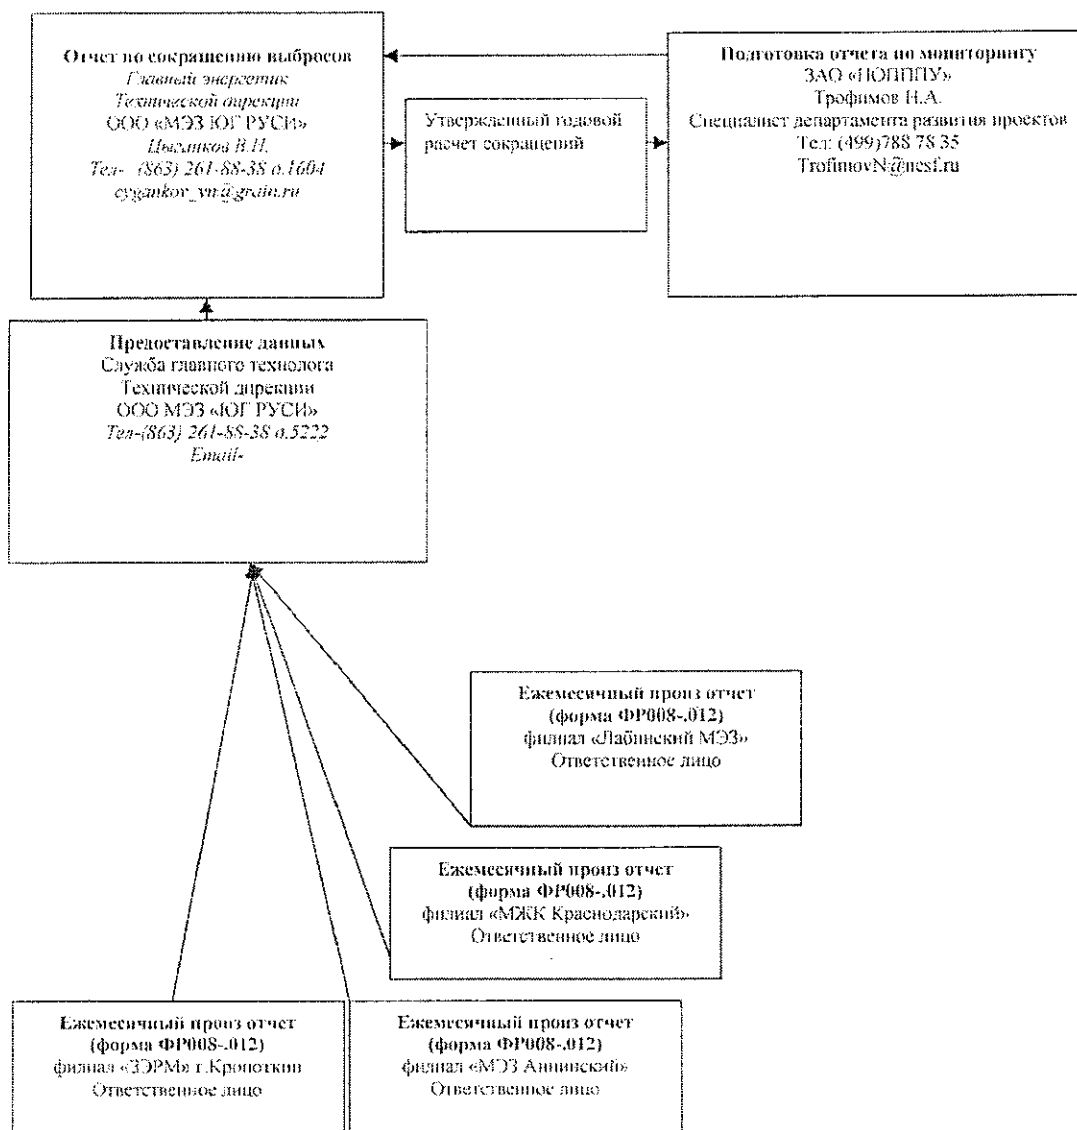 Отчет по сокращению выбросов
Главный энергетик
Технической дирекции
ООО «МЭЗ ЮГ РУСИ»
Цыганков В.Н.
Тел- (863) 261-88-38 д.1604
cygankov_vn@grain.ru
Утвержденный годовой
расчет сокращений
Подготовка отчета по мониторингу
ЗАО «НОПППУ»
Трофимов Н.А.
Специалист департамента развития проектов
Тел: (499)788 78 35
TrofimovN@ncsf.ru
Предоставление данных
Служба главного технолога
Технической дирекции
ООО МЭЗ «ЮГ РУСИ»
Тел-(863) 261-88-38 д.5222
Email-
Ежемесячный произ отчет
(форма ФР008-.012)
филиал «Лабинский МЭЗ»
Ответственное лицо
Ежемесячный произ отчет
(форма ФР008-.012)
филиал «МЖК Краснодарский»
Ответственное лицо
Ежемесячный произ отчет
(форма ФР008-.012)
филиал «ЗЭРМ» г.Кропоткин
Ответственное лицо
Ежемесячный произ отчет
(форма ФР008-.012)
филиал «МЭЗ Аннинский»
Ответственное лицо